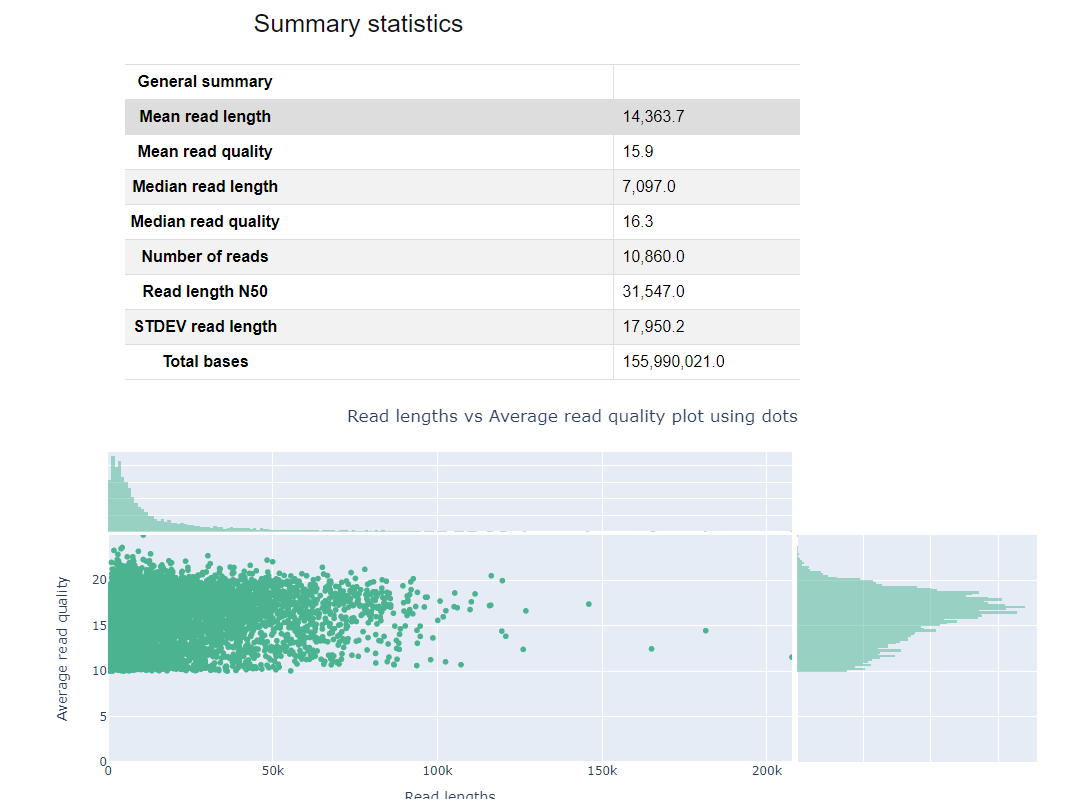 Summary statistics
General summary
Mean read length 14,363.7
Mean read quality 15.9
Median read length 7,097.0
Median read quality 16.3
Number of reads 10,860.0
Read length N50 31,547.0
STDEV read length 17,950.2
Total bases 155,990,021.0
Read lengths vs Average read quality plot using dots
Average read quality
20
15
10
5
0
0 50k 100k 150k 200k
Read lengths